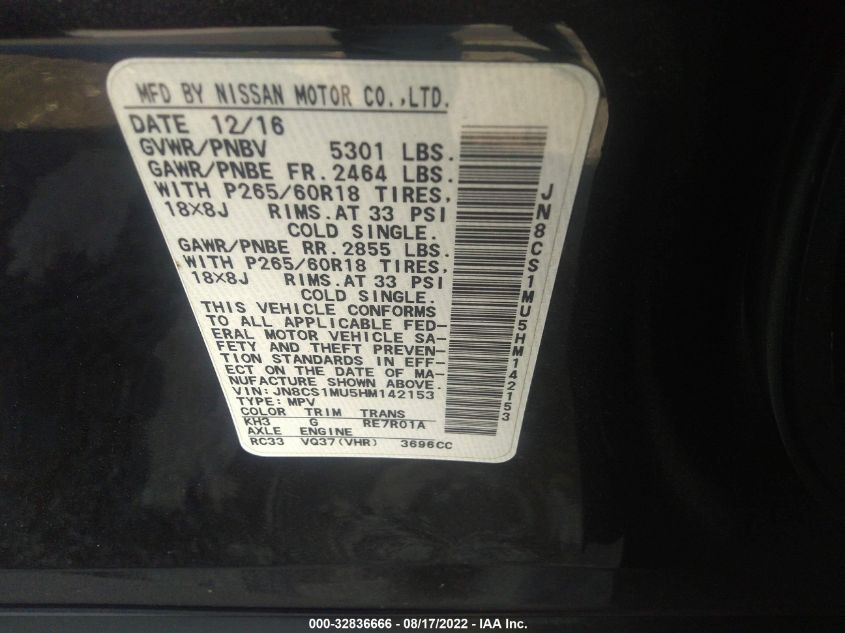 MFD BY NISSAN MOTOR CO.,LTD.
DATE 12/16
GVWR/PNBV 5301 LBS.
GAWR/PNBE FR. 2464 LBS.
WITH P265/60R18 TIRES,
18X8J RIMS. AT 33 PSI
COLD SINGLE.
GAWR/PNBE RR. 2855 LBS.
WITH P265/60R18 TIRES,
18X8J RIMS. AT 33 PSI
COLD SINGLE.
THIS VEHICLE CONFORMS
TO ALL APPLICABLE FED-
ERAL MOTOR VEHICLE SA-
FETY AND THEFT PREVEN-
TION STANDARDS IN EFF-
ECT ON THE DATE OF MA-
NUFACTURE SHOWN ABOVE.
VIN: JN8CS1MU5HM142153
TYPE: MPV
COLOR TRIM TRANS
KH3 G RE7R01A
AXLE ENGINE
RC33 VQ37(VHR) 3696CC
JN8CS1MU5HM142153
000-32836666 - 08/17/2022 - IAA Inc.